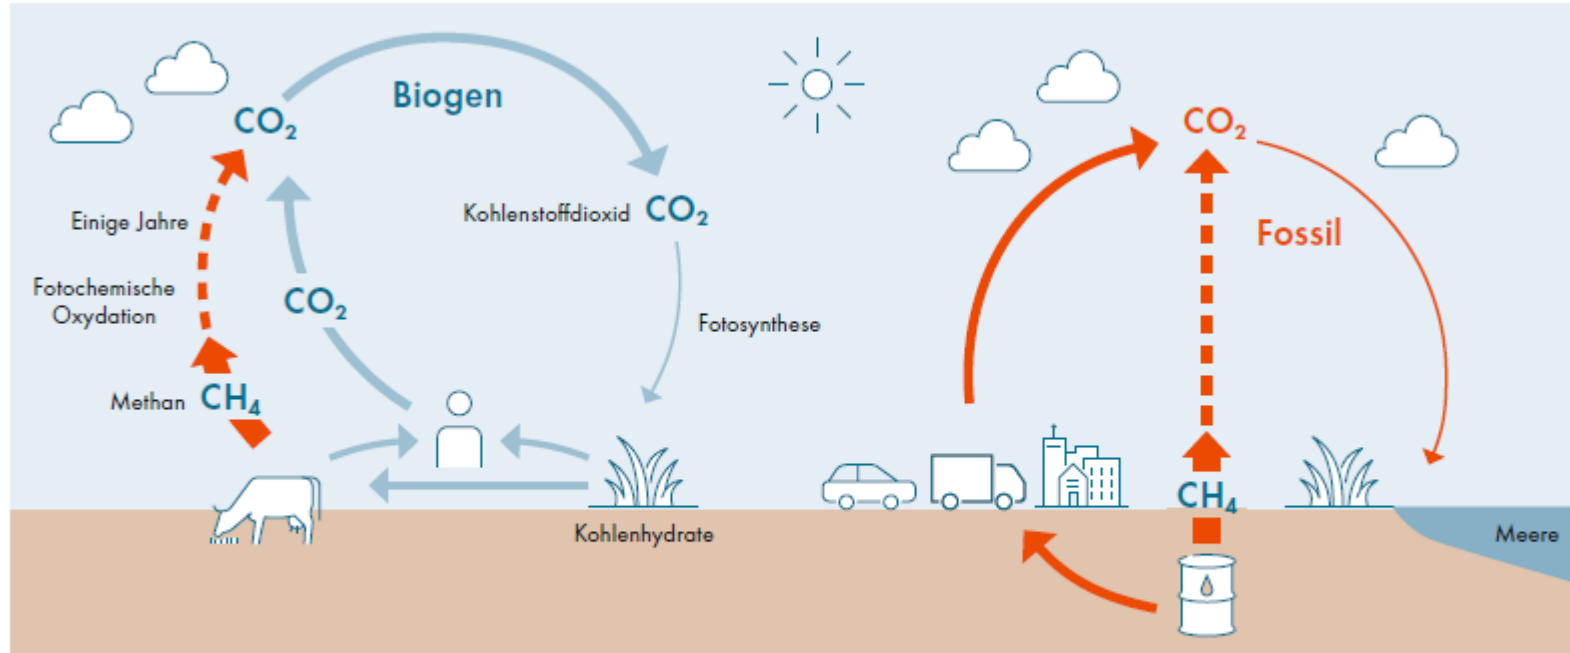 Biogen
CO₂
CO₂
Einige Jahre
Kohlenstoffdioxid CO₂
Fossil
Fotochemische
Oxydation
CO₂
Fotosynthese
Methan CH₄
CH₄
Kohlenhydrate
Meere